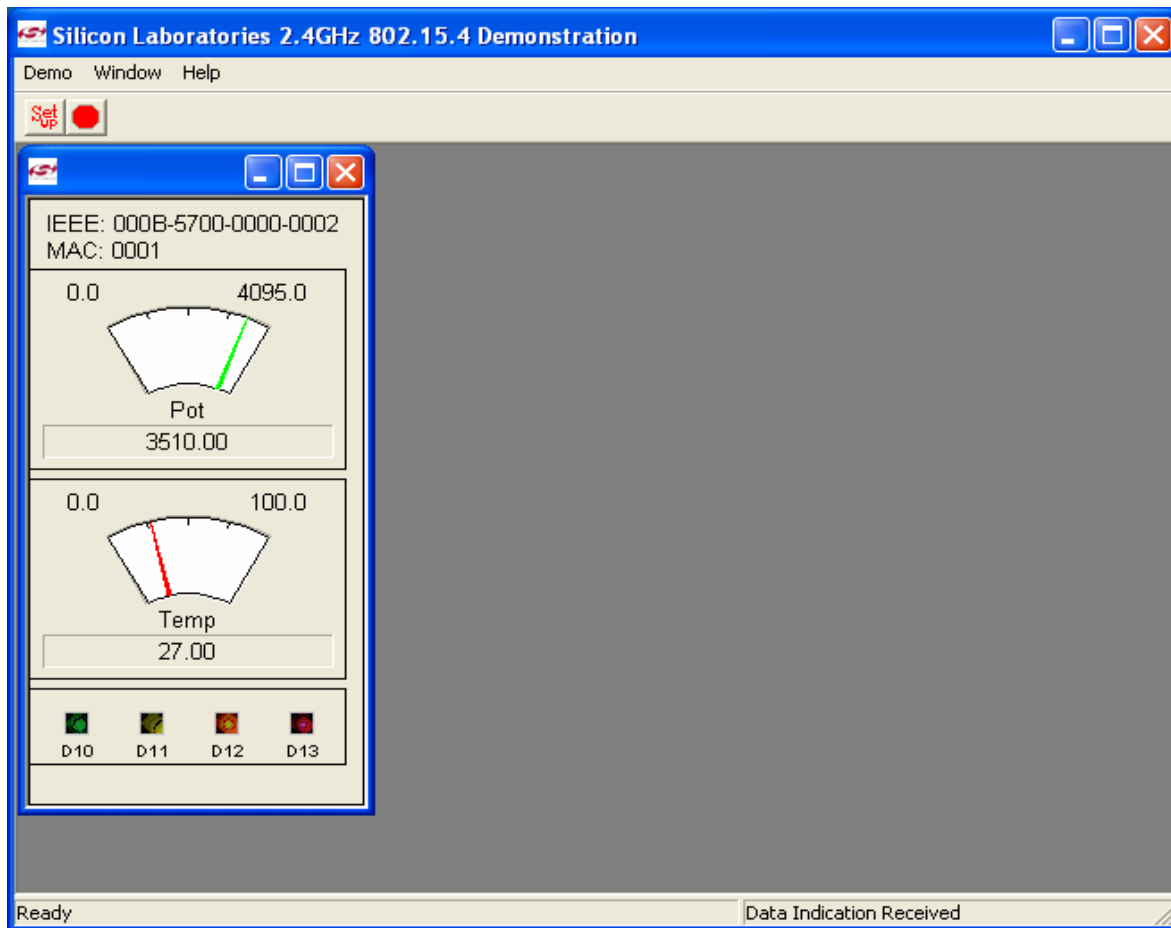 Silicon Laboratories 2.4GHz 802.15.4 Demonstration
Demo Window Help
Set UP
IEEE: 000B-5700-0000-0002
MAC: 0001
0.0 4095.0
Pot
3510.00
0.0 100.0
Temp
27.00
D10 D11 D12 D13
Ready Data Indication Received